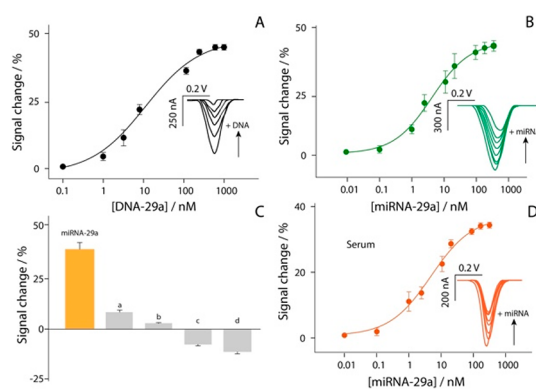 A
50
25
0
Signal change / %
0.1 1 10 100 1000
[DNA-29a] / nM
0.2 V
250 nA
+ DNA
B
50
25
0
Signal change / %
0.01 0.1 1 10 100 1000
[miRNA-29a] / nM
0.2 V
300 nA
+ miRNA
C
50
25
0
-25
Signal change / %
miRNA-29a
a
b
c
d
D
40
20
0
Signal change / %
Serum
0.01 0.1 1 10 100 1000
[miRNA-29a] / nM
0.2 V
200 nA
+ miRNA